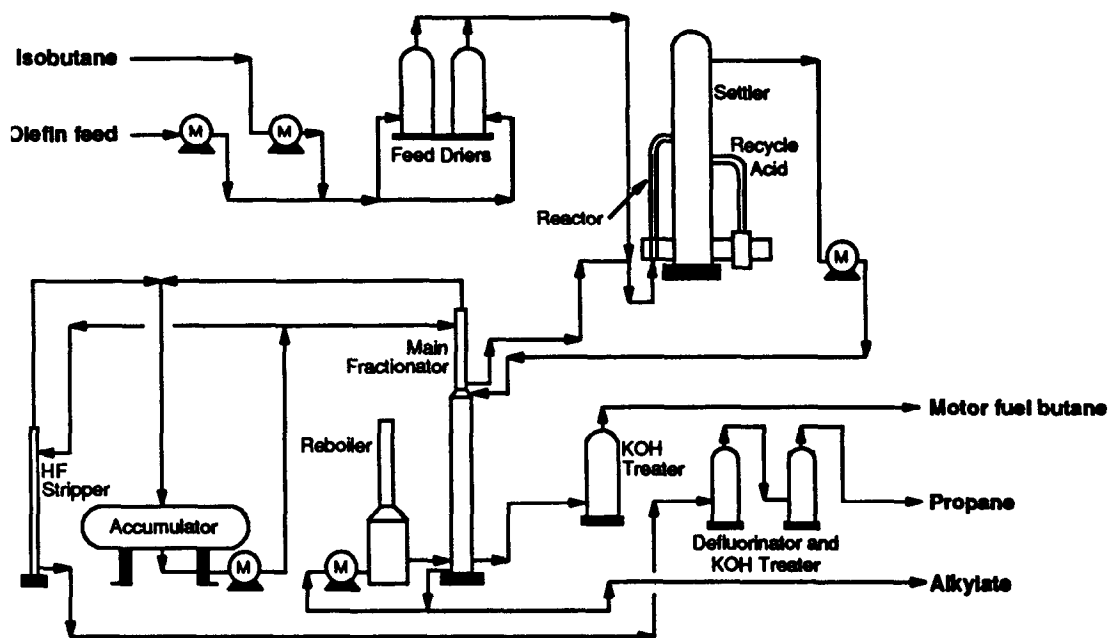 Isobutane
Olefin feed
M
M
Feed Driers
Settler
Recycle
Acid
Reactor
M
Main
Fractionator
Reboiler
HF
Stripper
Accumulator
M
M
KOH
Treater
Motor fuel butane
Propane
Defluorinator and
KOH Treater
Alkylate